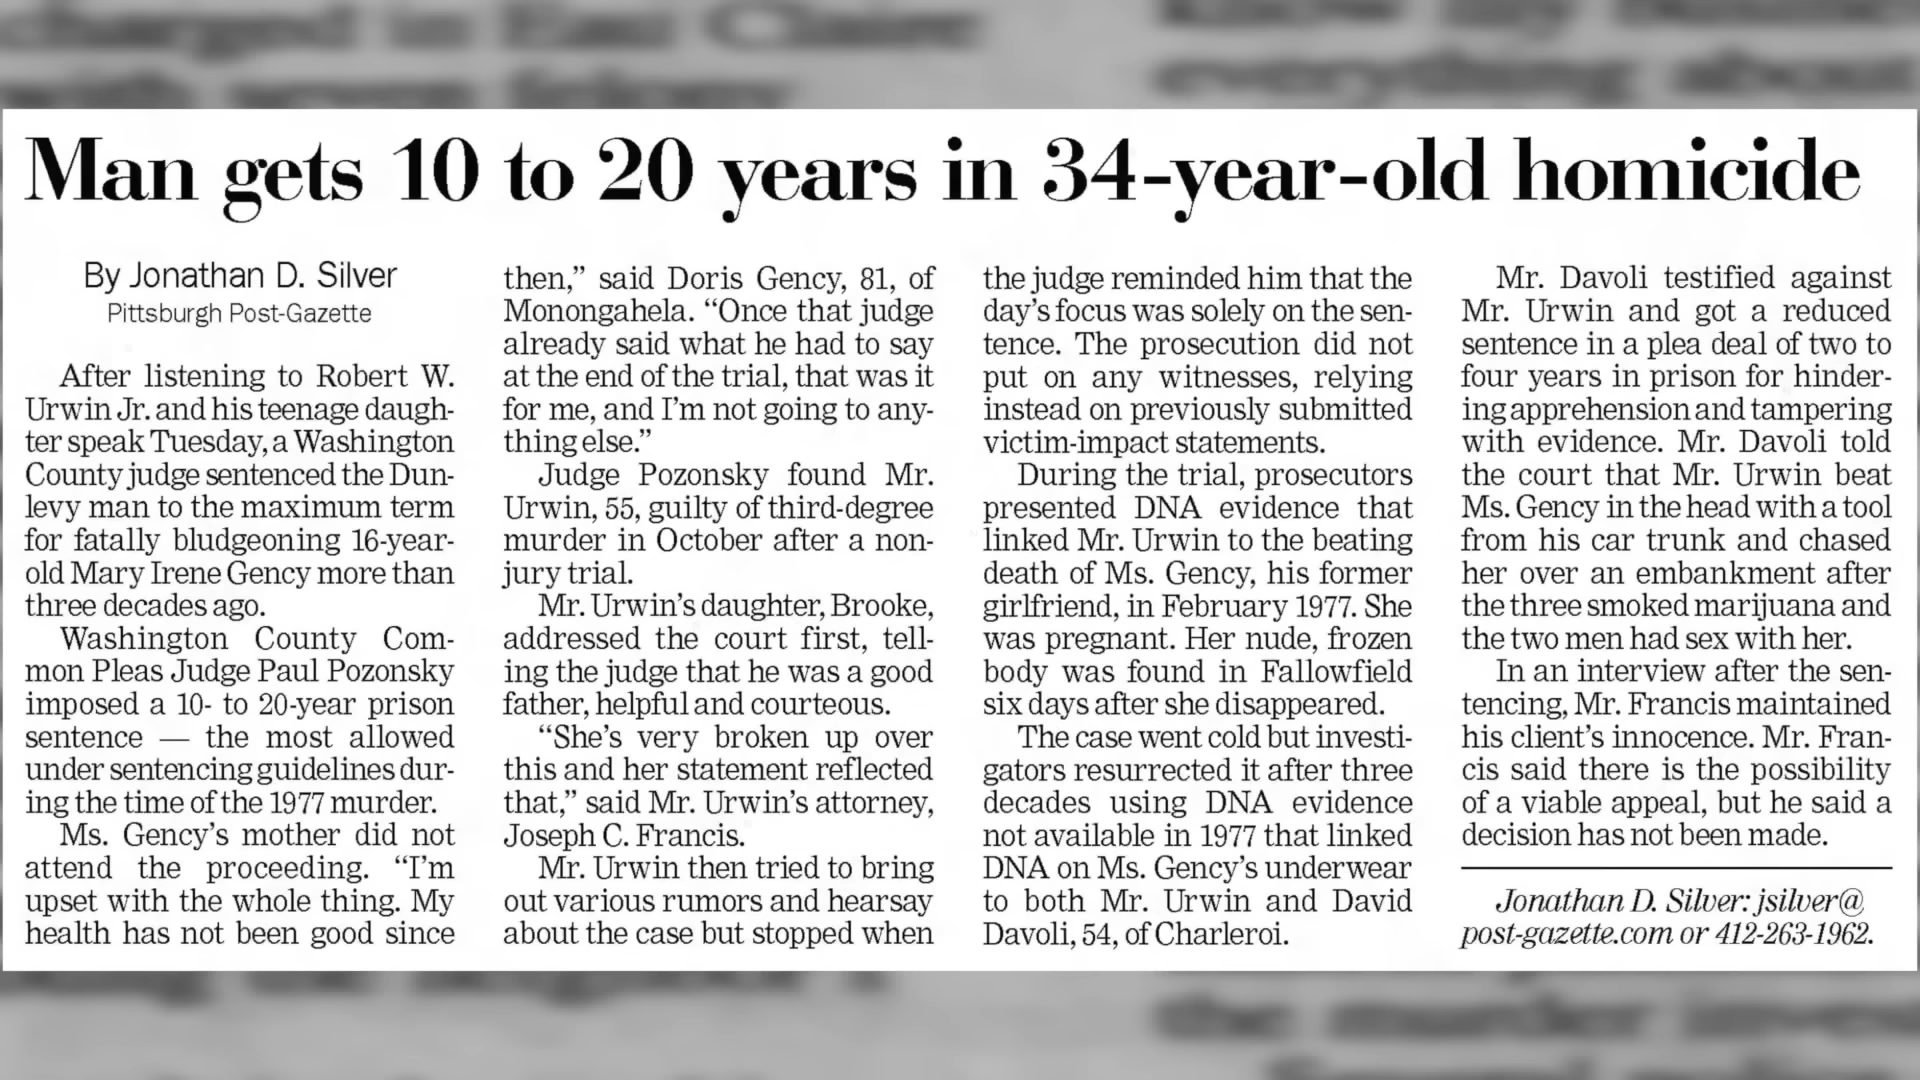 charged in Eau Claire
everything about
Man gets 10 to 20 years in 34-year-old homicide
By Jonathan D. Silver
Pittsburgh Post-Gazette
After listening to Robert W.
Urwin Jr. and his teenage daugh-
ter speak Tuesday, a Washington
County judge sentenced the Dun-
levy man to the maximum term
for fatally bludgeoning 16-year-
old Mary Irene Gency more than
three decades ago.
Washington County Com-
mon Pleas Judge Paul Pozonsky
imposed a 10- to 20-year prison
sentence — the most allowed
under sentencing guidelines dur-
ing the time of the 1977 murder.
Ms. Gency's mother did not
attend the proceeding. “I'm
upset with the whole thing. My
health has not been good since
then,” said Doris Gency, 81, of
Monongahela. “Once that judge
already said what he had to say
at the end of the trial, that was it
for me, and I'm not going to any-
thing else.”
Judge Pozonsky found Mr.
Urwin, 55, guilty of third-degree
murder in October after a non-
jury trial.
Mr. Urwin's daughter, Brooke,
addressed the court first, tell-
ing the judge that he was a good
father, helpful and courteous.
“She's very broken up over
this and her statement reflected
that,” said Mr. Urwin's attorney,
Joseph C. Francis.
Mr. Urwin then tried to bring
out various rumors and hearsay
about the case but stopped when
the judge reminded him that the
day's focus was solely on the sen-
tence. The prosecution did not
put on any witnesses, relying
instead on previously submitted
victim-impact statements.
During the trial, prosecutors
presented DNA evidence that
linked Mr. Urwin to the beating
death of Ms. Gency, his former
girlfriend, in February 1977. She
was pregnant. Her nude, frozen
body was found in Fallowfield
six days after she disappeared.
The case went cold but investi-
gators resurrected it after three
decades using DNA evidence
not available in 1977 that linked
DNA on Ms. Gency's underwear
to both Mr. Urwin and David
Davoli, 54, of Charleroi.
Mr. Davoli testified against
Mr. Urwin and got a reduced
sentence in a plea deal of two to
four years in prison for hinder-
ing apprehension and tampering
with evidence. Mr. Davoli told
the court that Mr. Urwin beat
Ms. Gency in the head with a tool
from his car trunk and chased
her over an embankment after
the three smoked marijuana and
the two men had sex with her.
In an interview after the sen-
tencing, Mr. Francis maintained
his client's innocence. Mr. Fran-
cis said there is the possibility
of a viable appeal, but he said a
decision has not been made.
Jonathan D. Silver: jsilver@
post-gazette.com or 412-263-1962.
the murder